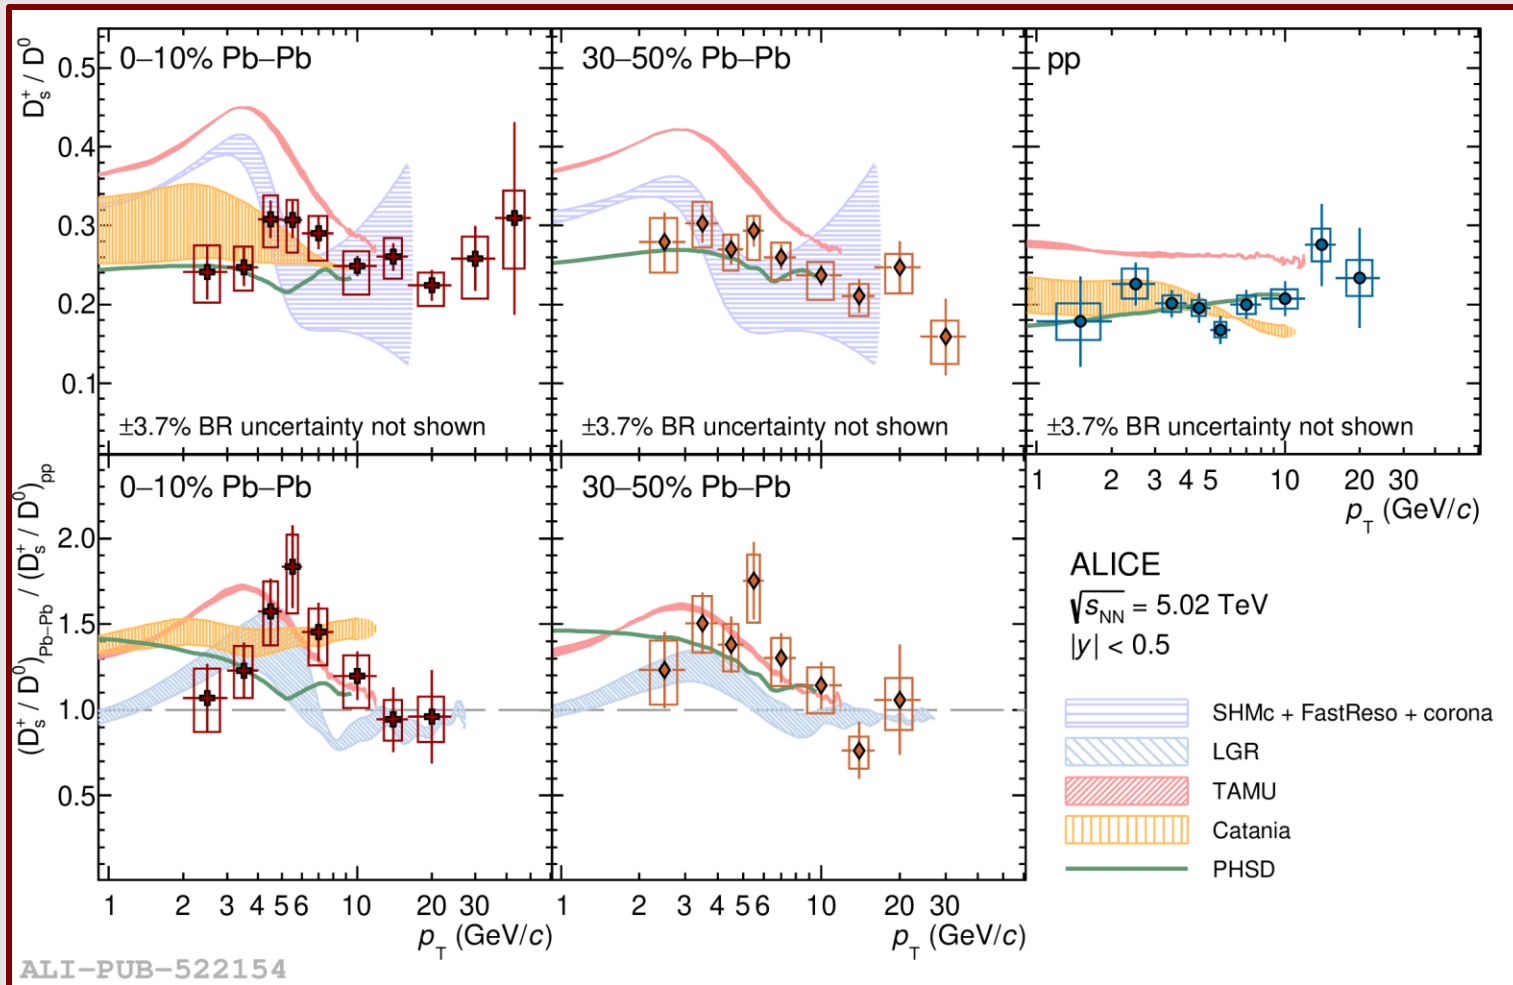 D_s^+ / D^0
0–10% Pb–Pb
30–50% Pb–Pb
pp
0.5
0.4
0.3
0.2
0.1
±3.7% BR uncertainty not shown
±3.7% BR uncertainty not shown
±3.7% BR uncertainty not shown
1 2 3 4 5 10 20 30
p_T (GeV/c)
(D_s^+ / D^0)_Pb–Pb / (D_s^+ / D^0)_pp
0–10% Pb–Pb
30–50% Pb–Pb
2.0
1.5
1.0
0.5
1 2 3 4 5 6 10 20 30
p_T (GeV/c)
1 2 3 4 5 6 10 20 30
p_T (GeV/c)
ALICE
√s_NN = 5.02 TeV
|y| < 0.5
SHMc + FastReso + corona
LGR
TAMU
Catania
PHSD
ALI-PUB-522154